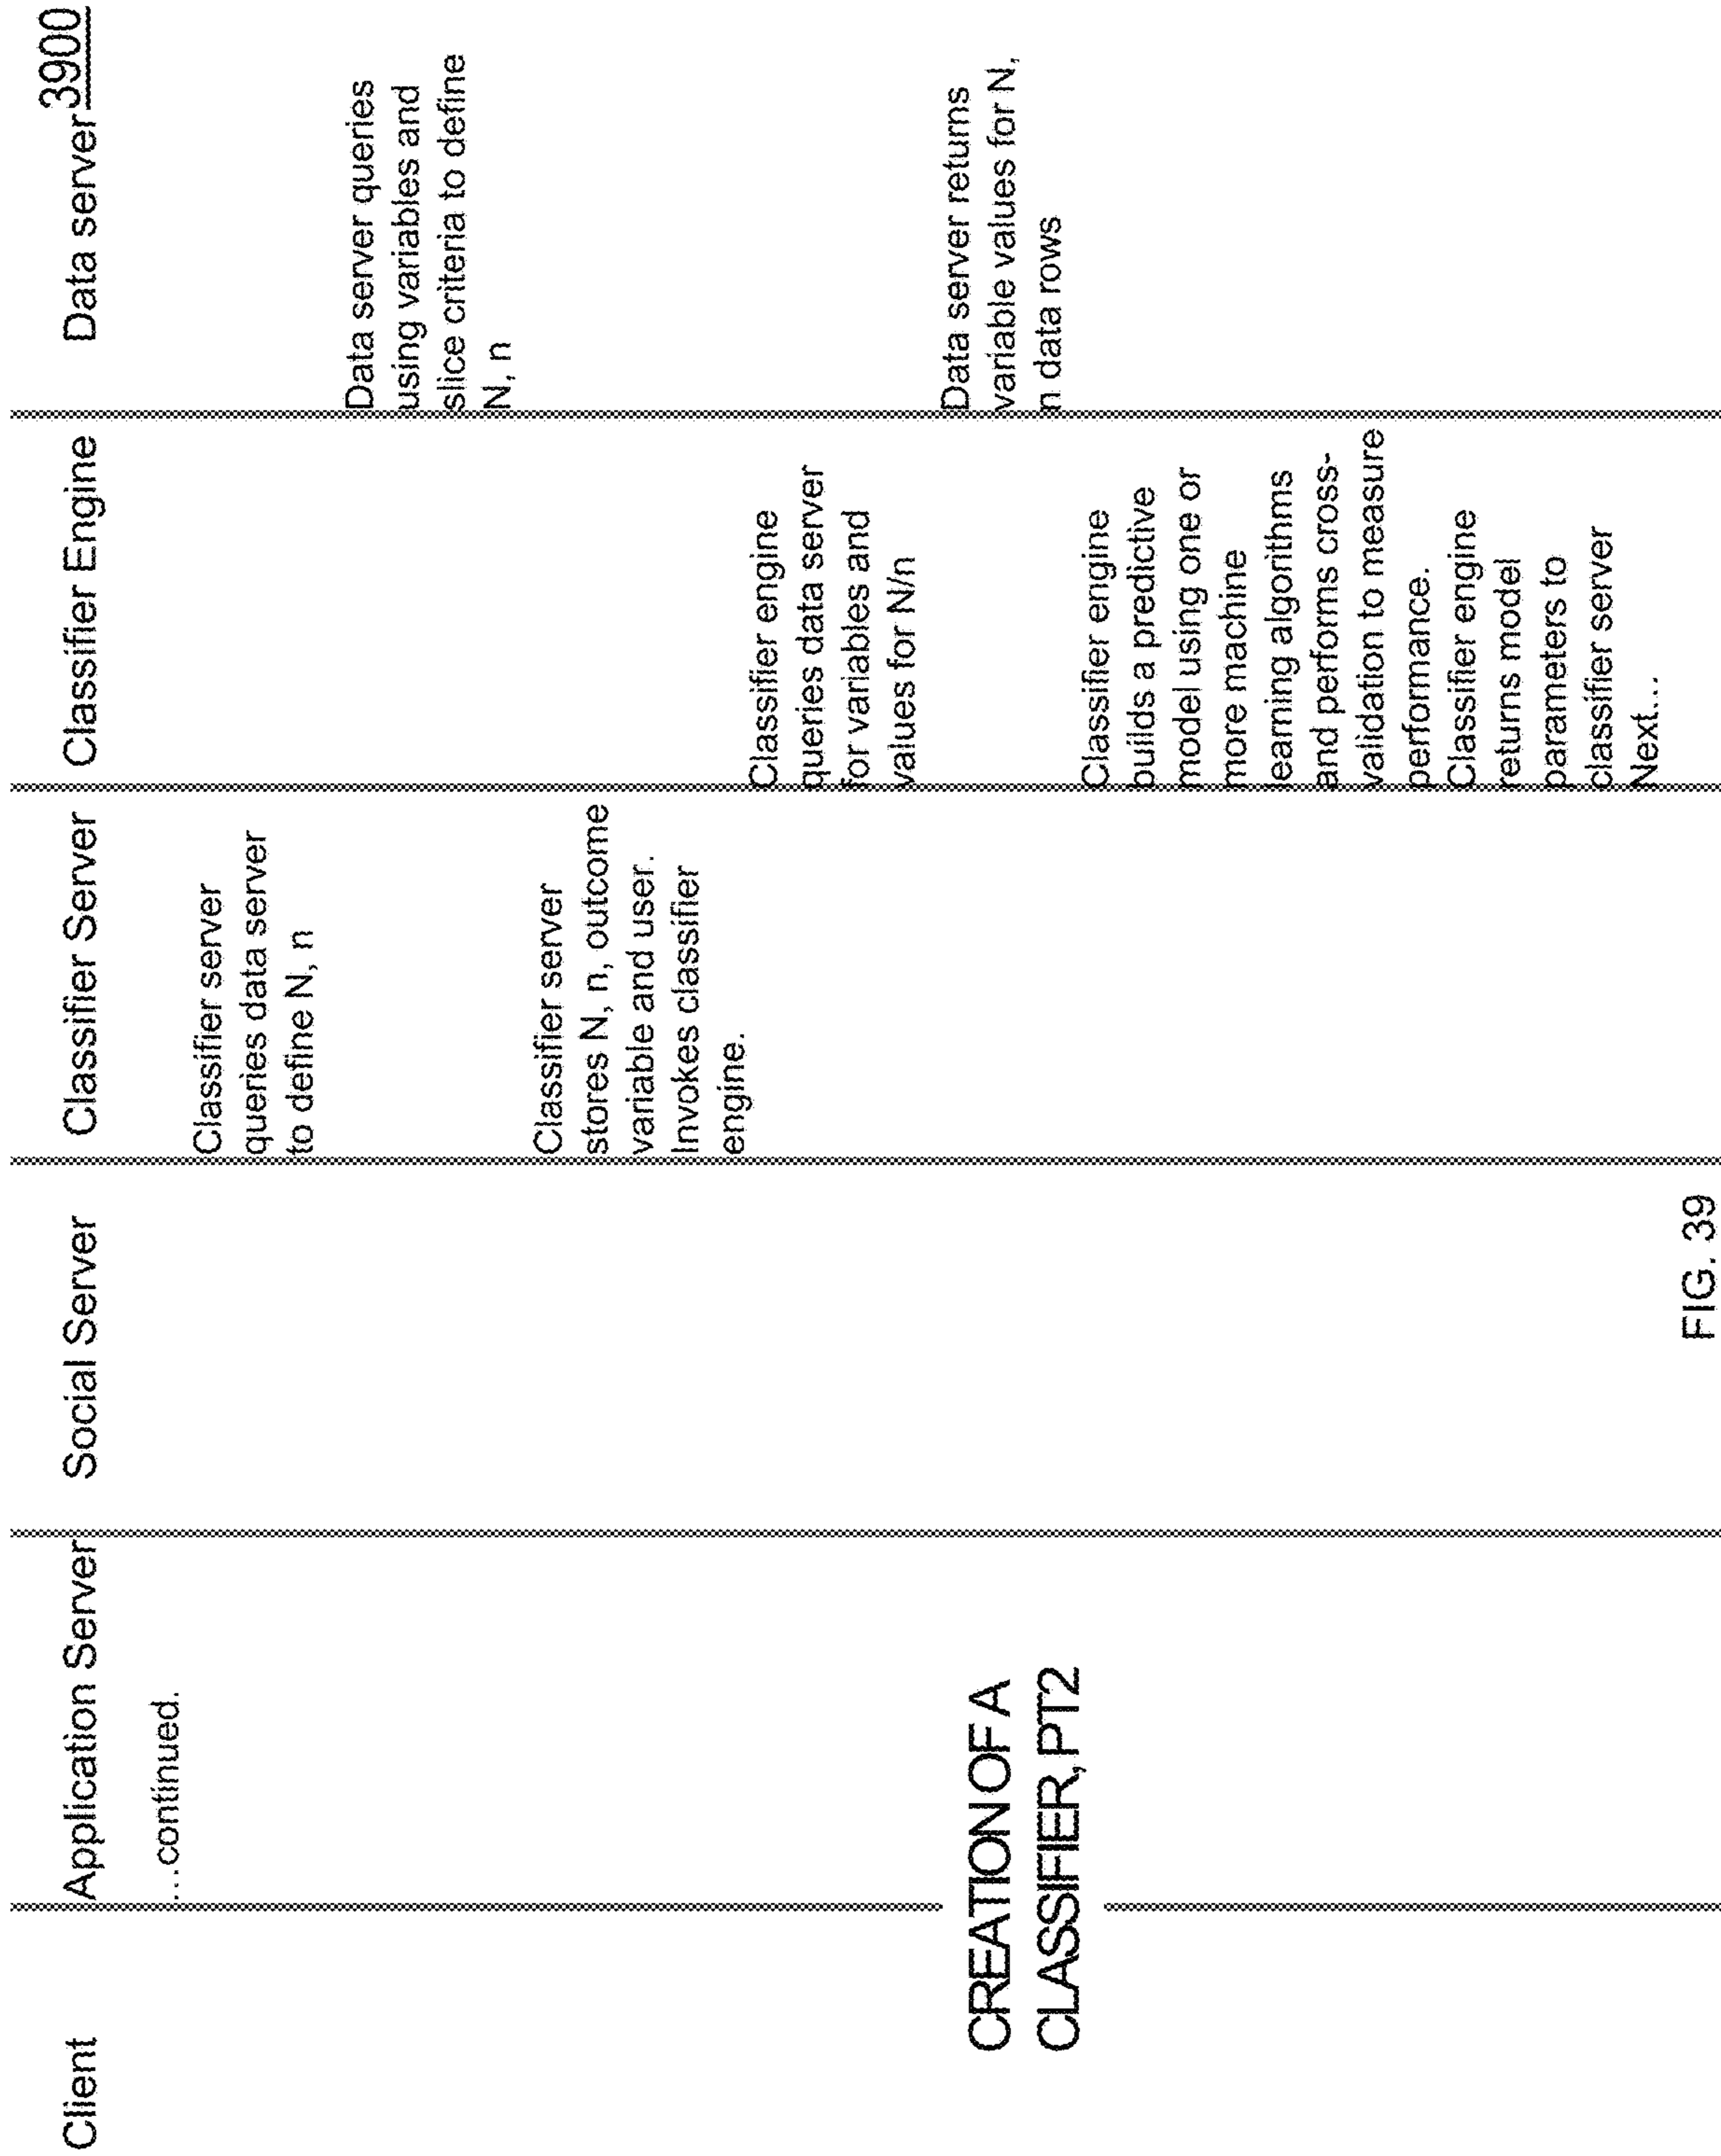 3900
Client
Application Server
Social Server
Classifier Server
Classifier Engine
Data server
...continued.
Classifier server
queries data server
to define N, n
Data server queries
using variables and
slice criteria to define
N, n
Classifier server
stores N, n, outcome
variable and user.
Invokes classifier
engine.
Classifier engine
queries data server
for variables and
values for N/n
Data server returns
variable values for N,
n data rows
CREATION OF A
CLASSIFIER, PT2
Classifier engine
builds a predictive
model using one or
more machine
learning algorithms
and performs cross-
validation to measure
performance.
Classifier engine
returns model
parameters to
classifier server
Next...
FIG. 39